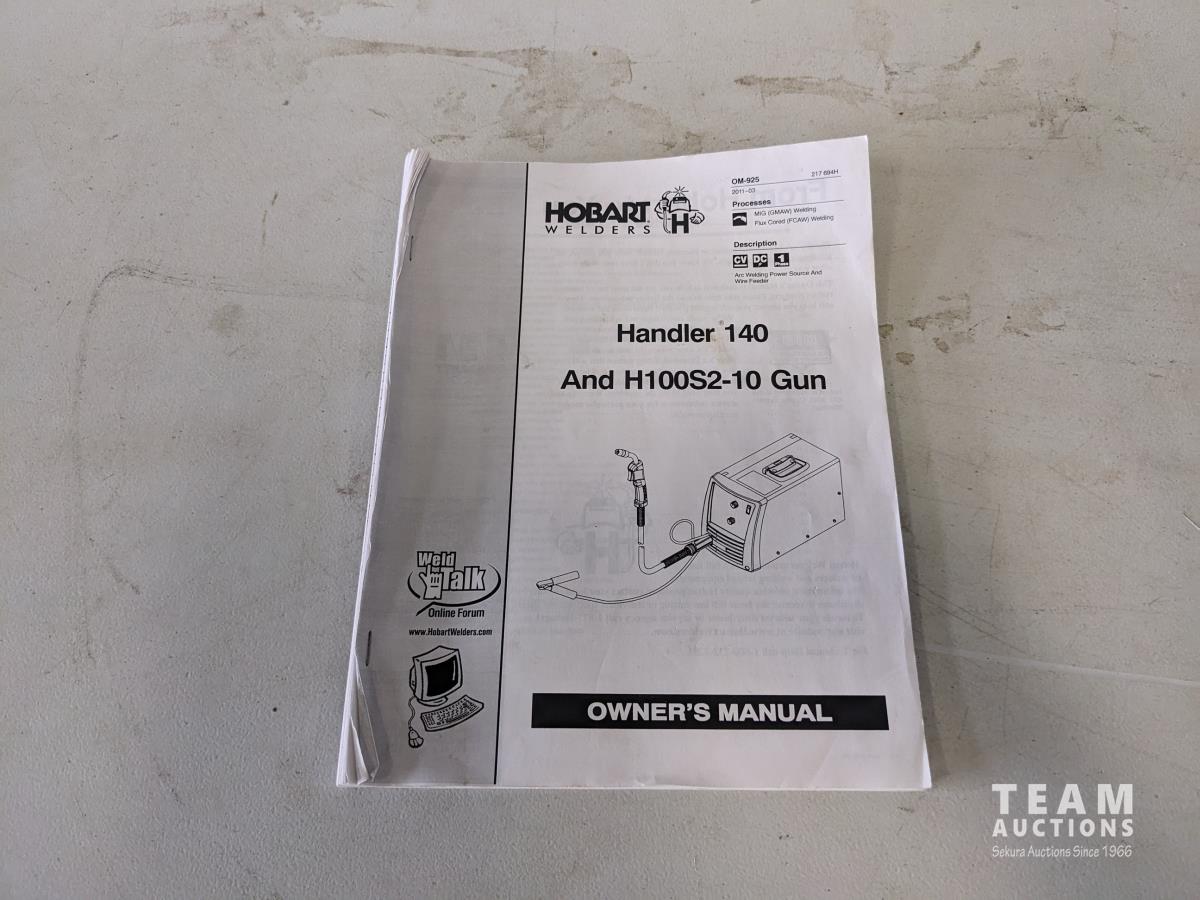 HOBART
WELDERS
H
OM-925
217 694H
2011-03
Processes
MIG (GMAW) Welding
Flux Cored (FCAW) Welding
Description
CV DC 1 Phase
Arc Welding Power Source And
Wire Feeder
Handler® 140
And H100S2-10 Gun
Weld
Talk
Online Forum
www.HobartWelders.com
OWNER'S MANUAL
TEAM
AUCTIONS
Sekura Auctions Since 1966